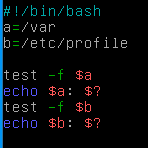 #!/bin/bash
a=/var
b=/etc/profile

test -f $a
echo $a: $?
test -f $b
echo $b: $?